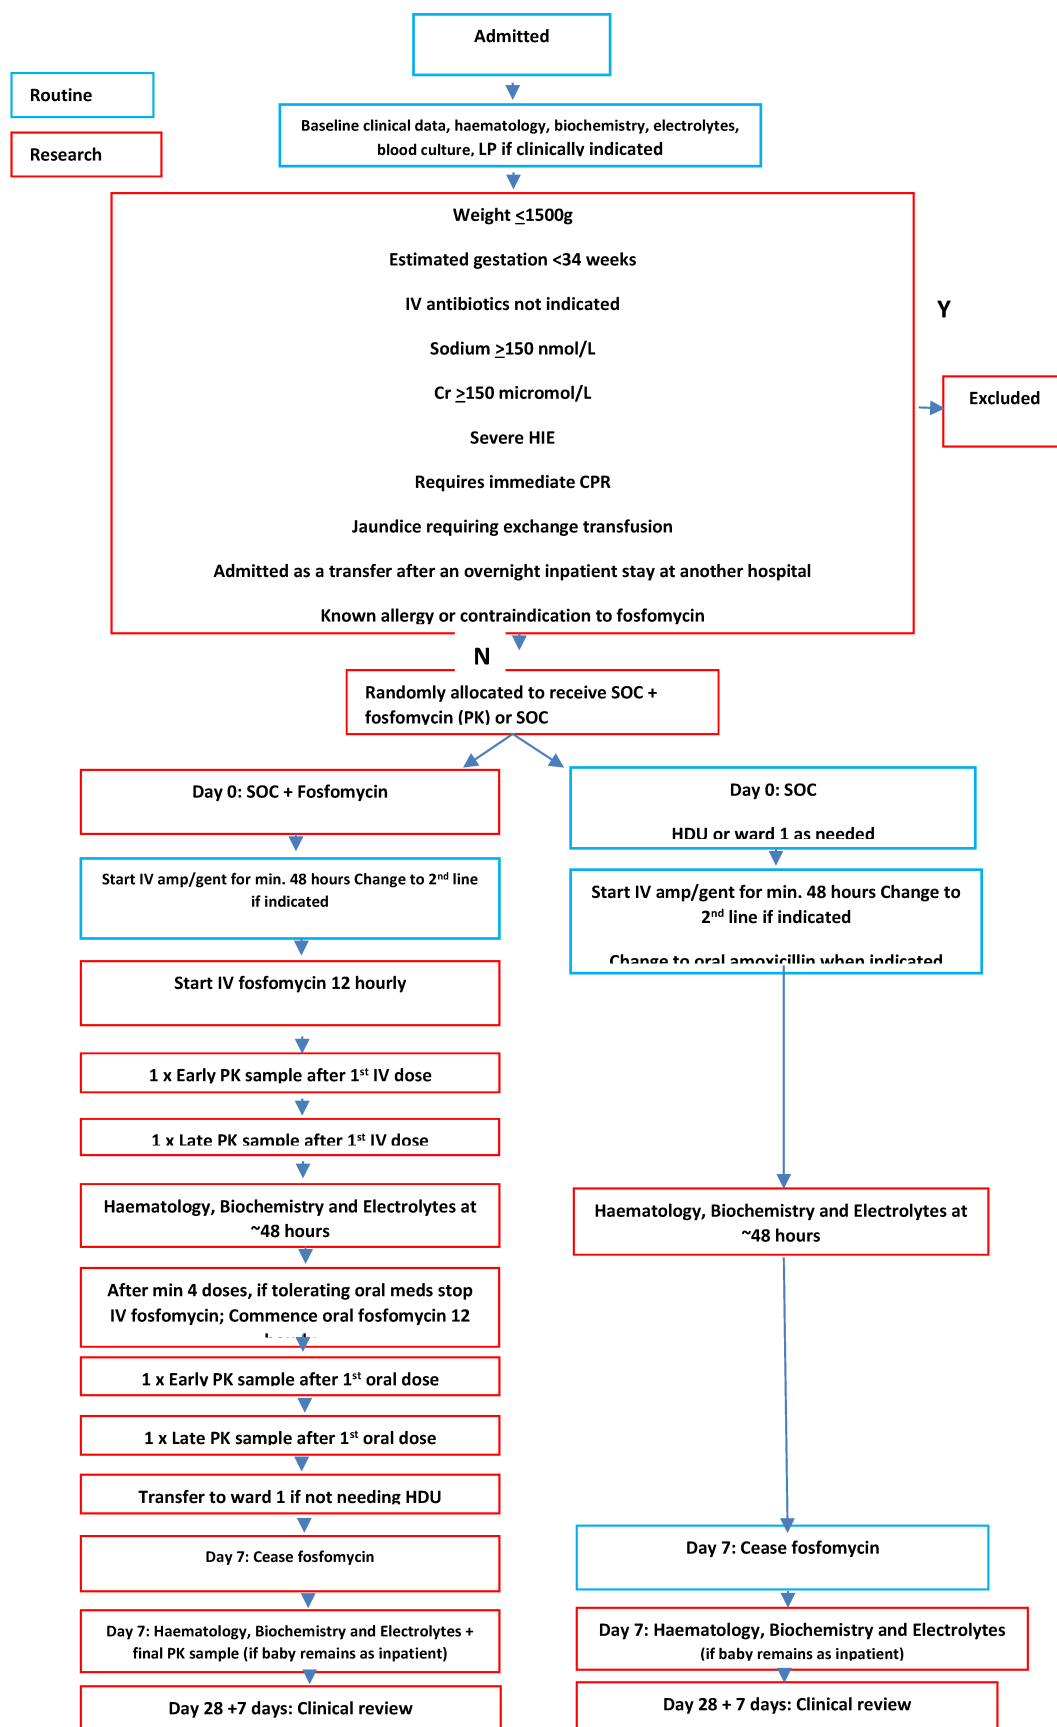 Admitted
Routine
Research
Baseline clinical data, haematology, biochemistry, electrolytes,
blood culture, LP if clinically indicated
Weight <1500g
Estimated gestation <34 weeks
IV antibiotics not indicated
Sodium >150 nmol/L
Cr >150 micromol/L
Severe HIE
Requires immediate CPR
Jaundice requiring exchange transfusion
Admitted as a transfer after an overnight inpatient stay at another hospital
Known allergy or contraindication to fosfomycin
Y
Excluded
N
Randomly allocated to receive SOC +
fosfomycin (PK) or SOC
Day 0: SOC + Fosfomycin
Start IV amp/gent for min. 48 hours Change to 2nd line
if indicated
Start IV fosfomycin 12 hourly
1 x Early PK sample after 1st IV dose
1 x Late PK sample after 1st IV dose
Haematology, Biochemistry and Electrolytes at
~48 hours
After min 4 doses, if tolerating oral meds stop
IV fosfomycin; Commence oral fosfomycin 12
1 x Early PK sample after 1st oral dose
1 x Late PK sample after 1st oral dose
Transfer to ward 1 if not needing HDU
Day 7: Cease fosfomycin
Day 7: Haematology, Biochemistry and Electrolytes +
final PK sample (if baby remains as inpatient)
Day 28 +7 days: Clinical review
Day 0: SOC
HDU or ward 1 as needed
Start IV amp/gent for min. 48 hours Change to
2nd line if indicated
Change to oral amoxicillin when indicated
Haematology, Biochemistry and Electrolytes at
~48 hours
Day 7: Cease fosfomycin
Day 7: Haematology, Biochemistry and Electrolytes
(if baby remains as inpatient)
Day 28 + 7 days: Clinical review